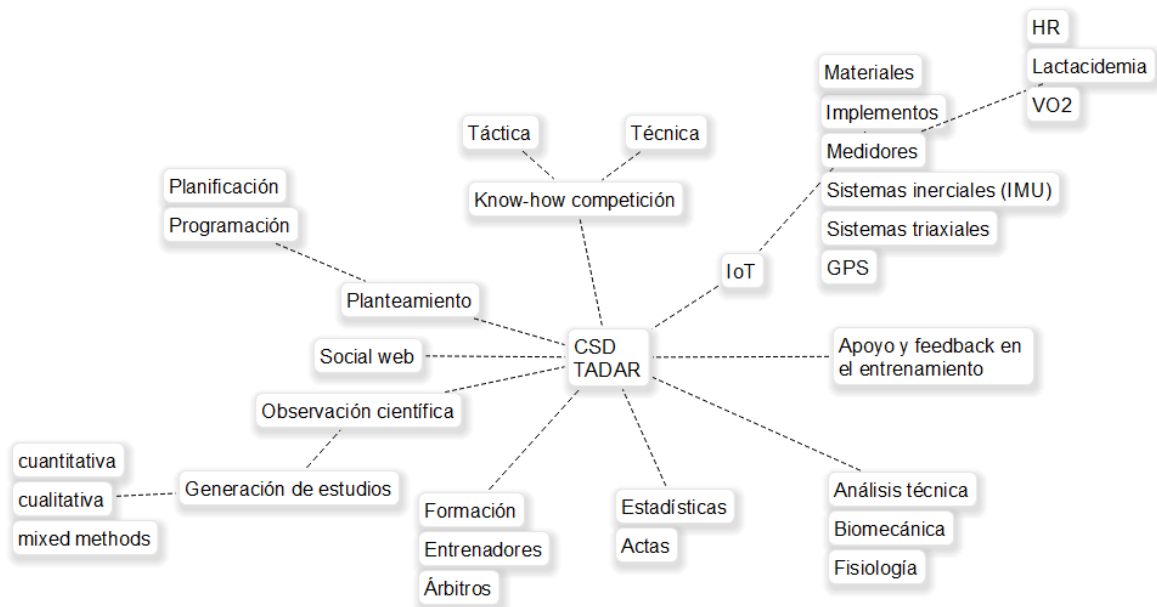 HR
Lactacidemia
VO2
Materiales
Implementos
Medidores
Sistemas inerciales (IMU)
Sistemas triaxiales
GPS
Táctica
Técnica
Know-how competición
Planificación
Programación
IoT
Planteamiento
Social web
CSD
TADAR
Apoyo y feedback en
el entrenamiento
Observación científica
cuantitativa
cualitativa
mixed methods
Generación de estudios
Formación
Entrenadores
Árbitros
Estadísticas
Actas
Análisis técnica
Biomecánica
Fisiología